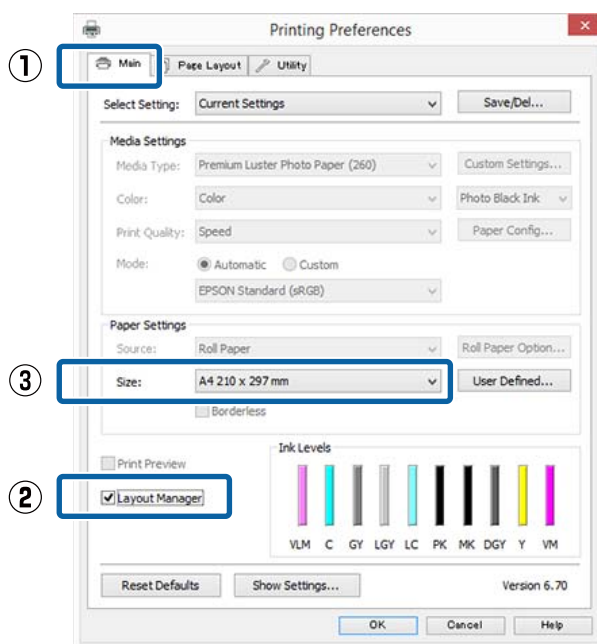 Printing Preferences
①
Main
Page Layout
Utility
Select Setting:
Current Settings
Save/Del...
Media Settings
Media Type:
Premium Luster Photo Paper (260)
Custom Settings...
Color:
Color
Photo Black Ink
Print Quality:
Speed
Paper Config...
Mode:
Automatic
Custom
EPSON Standard (sRGB)
Paper Settings
Source:
Roll Paper
Roll Paper Option...
③
Size:
A4 210 x 297 mm
User Defined...
Borderless
Ink Levels
Print Preview
②
Layout Manager
VLM C GY LGY LC PK MK DGY Y VM
Reset Defaults
Show Settings...
Version 6.70
OK
Cancel
Help